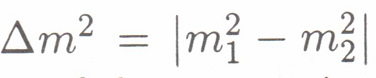 Δm² = |m₁² − m₂²|